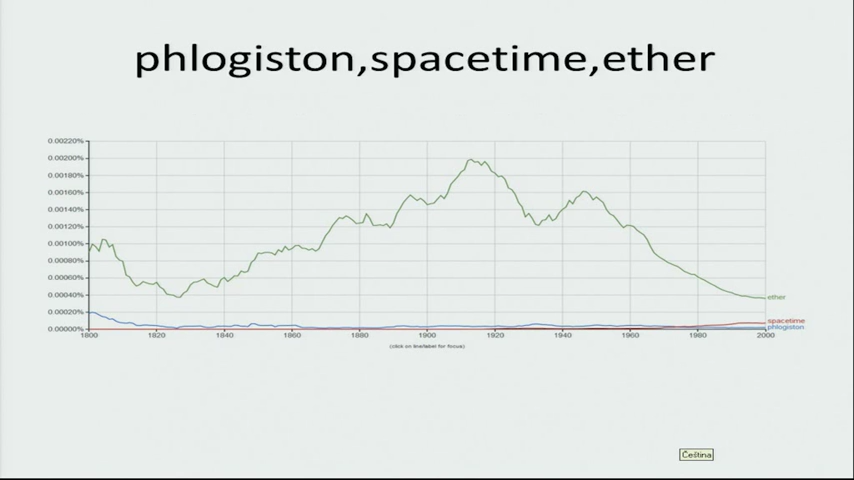 phlogiston,spacetime,ether
0.00220%
0.00200%
0.00180%
0.00160%
0.00140%
0.00120%
0.00100%
0.00080%
0.00060%
0.00040%
0.00020%
0.00000%
ether
spacetime
phlogiston
1800 1820 1840 1860 1880 1900 1920 1940 1960 1980 2000
(click on line/label for focus)
Čeština